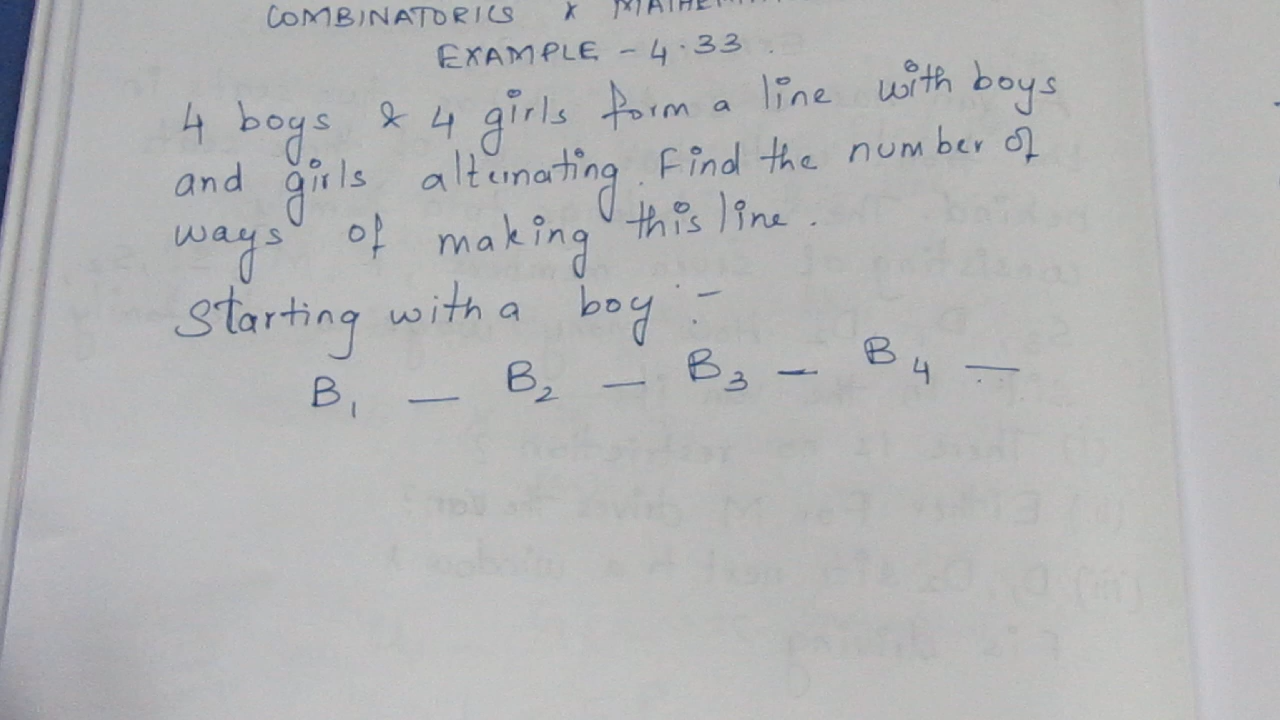 COMBINATORICS
EXAMPLE - 4.33.
4 boys & 4 girls form a line with boys
and girls alternating. Find the number of
ways of making this line.
Starting with a boy :-
B1 — B2 — B3 — B4 —